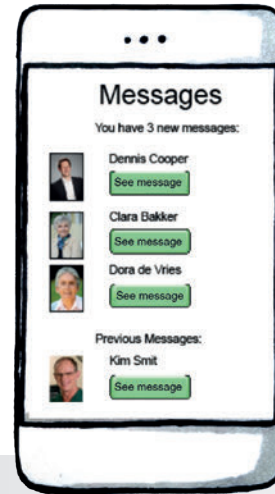 Messages
You have 3 new messages:
Dennis Cooper
See message
Clara Bakker
See message
Dora de Vries
See message
Previous Messages:
Kim Smit
See message